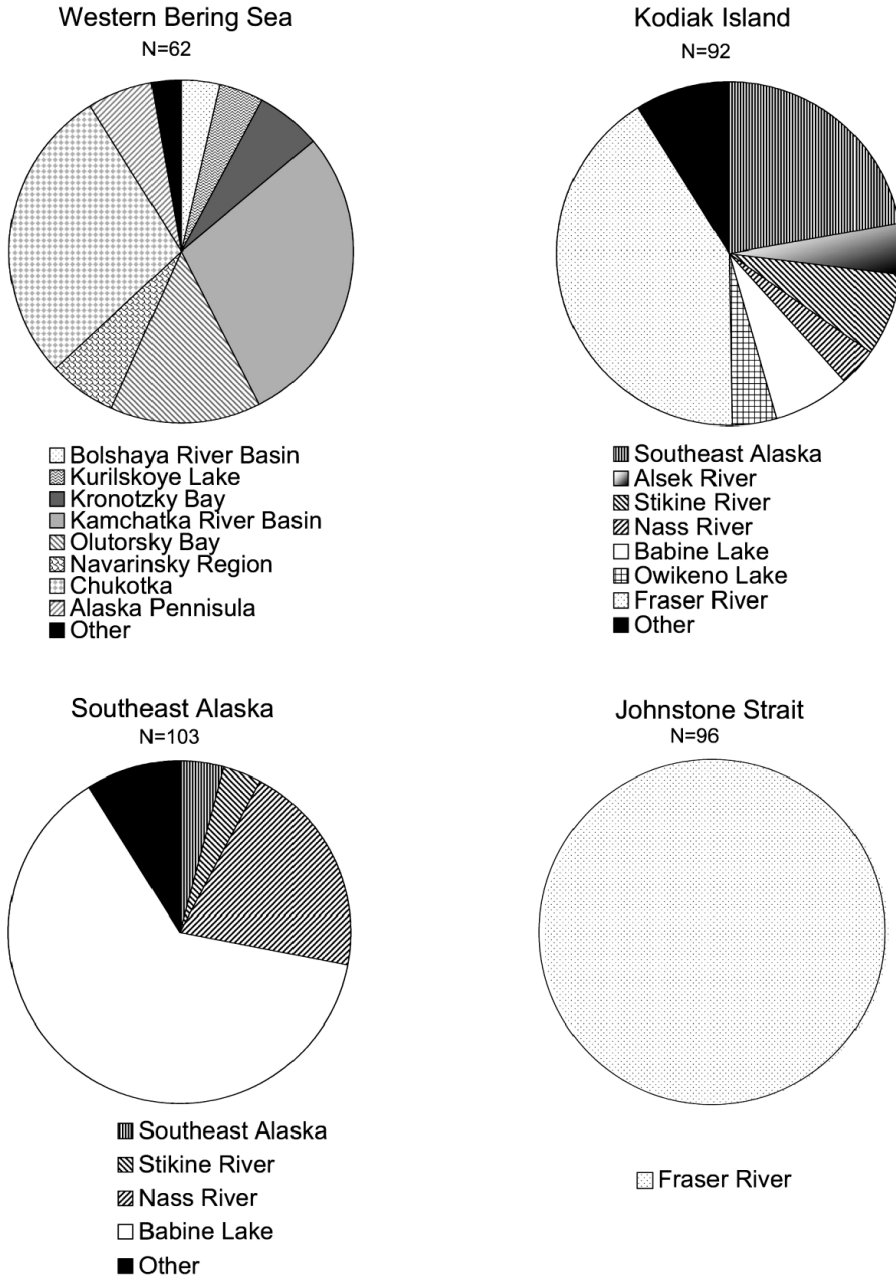 Western Bering Sea
N=62
Bolshaya River Basin
Kurilskoye Lake
Kronotzky Bay
Kamchatka River Basin
Olutorsky Bay
Navarinsky Region
Chukotka
Alaska Pennisula
Other
Kodiak Island
N=92
Southeast Alaska
Alsek River
Stikine River
Nass River
Babine Lake
Owikeno Lake
Fraser River
Other
Southeast Alaska
N=103
Southeast Alaska
Stikine River
Nass River
Babine Lake
Other
Johnstone Strait
N=96
Fraser River